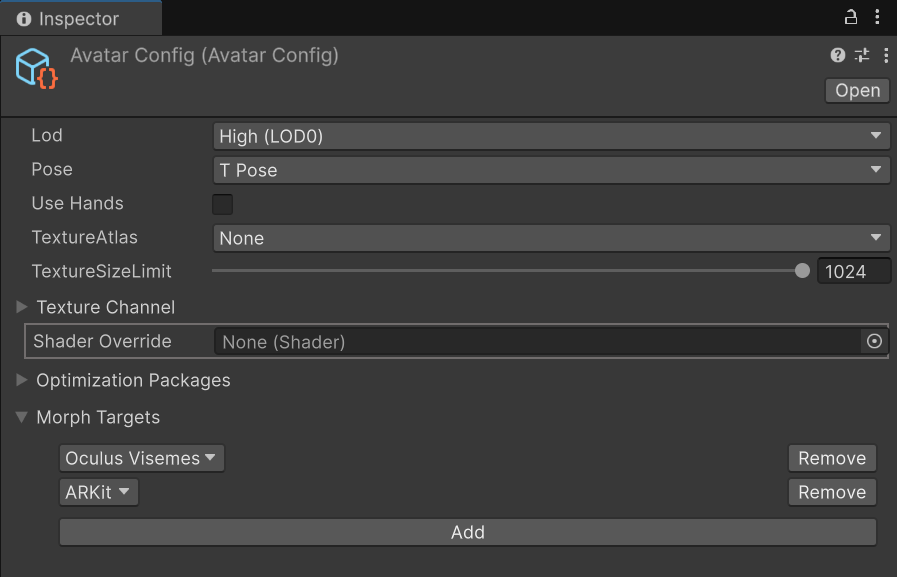 Inspector
Avatar Config (Avatar Config)
Open
Lod High (LOD0)
Pose T Pose
Use Hands
TextureAtlas None
TextureSizeLimit 1024
Texture Channel
Shader Override None (Shader)
Optimization Packages
Morph Targets
Oculus Visemes Remove
ARKit Remove
Add